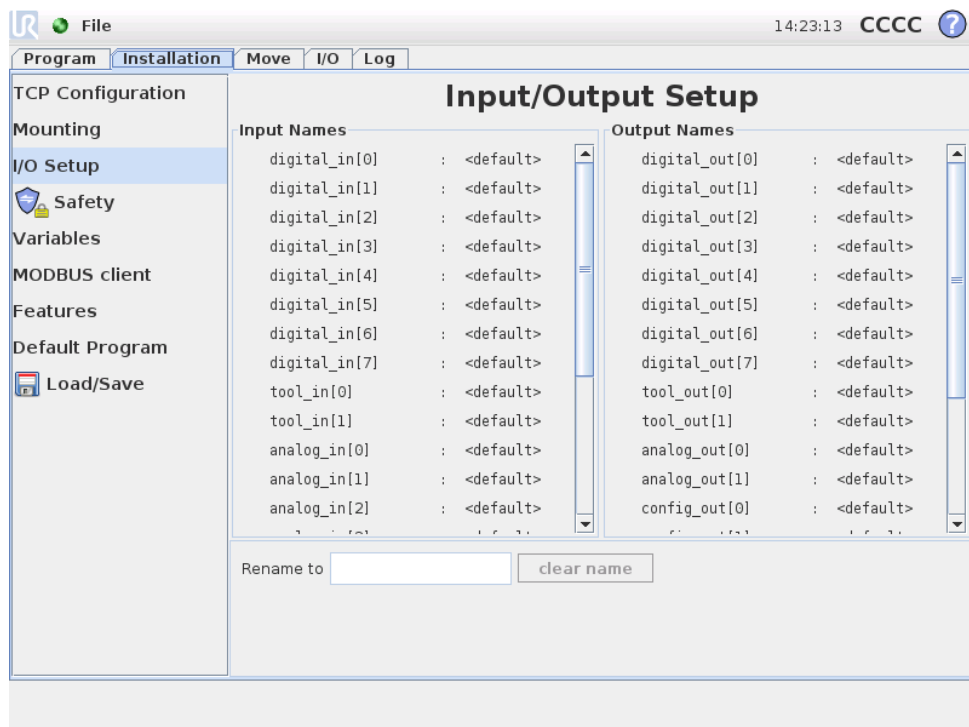 UR File 14:23:13 CCCC ?
Program Installation Move I/O Log
TCP Configuration
Mounting
I/O Setup
Safety
Variables
MODBUS client
Features
Default Program
Load/Save
Input/Output Setup
Input Names
digital_in[0] : <default>
digital_in[1] : <default>
digital_in[2] : <default>
digital_in[3] : <default>
digital_in[4] : <default>
digital_in[5] : <default>
digital_in[6] : <default>
digital_in[7] : <default>
tool_in[0] : <default>
tool_in[1] : <default>
analog_in[0] : <default>
analog_in[1] : <default>
analog_in[2] : <default>
Output Names
digital_out[0] : <default>
digital_out[1] : <default>
digital_out[2] : <default>
digital_out[3] : <default>
digital_out[4] : <default>
digital_out[5] : <default>
digital_out[6] : <default>
digital_out[7] : <default>
tool_out[0] : <default>
tool_out[1] : <default>
analog_out[0] : <default>
analog_out[1] : <default>
config_out[0] : <default>
Rename to clear name